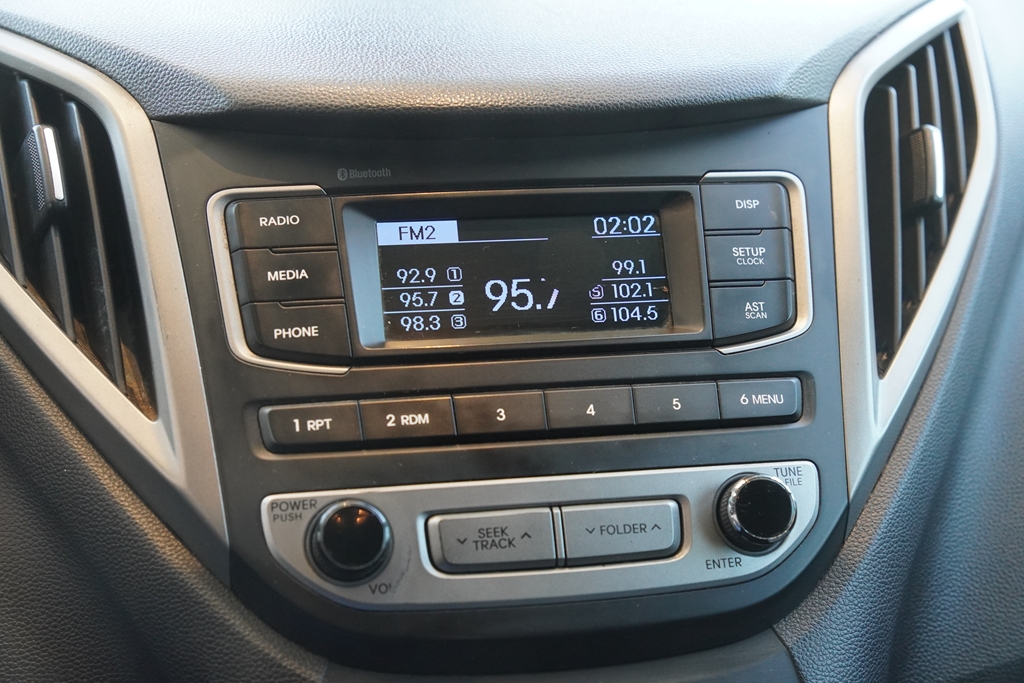 Bluetooth
RADIO
MEDIA
PHONE
FM2
02:02
92.9 1
95.7 2
98.3 3
95.7
99.1
5 102.1
6 104.5
DISP
SETUP
CLOCK
AST
SCAN
1 RPT
2 RDM
3
4
5
6 MENU
POWER
PUSH
VOL
SEEK
TRACK
FOLDER
TUNE
FILE
ENTER